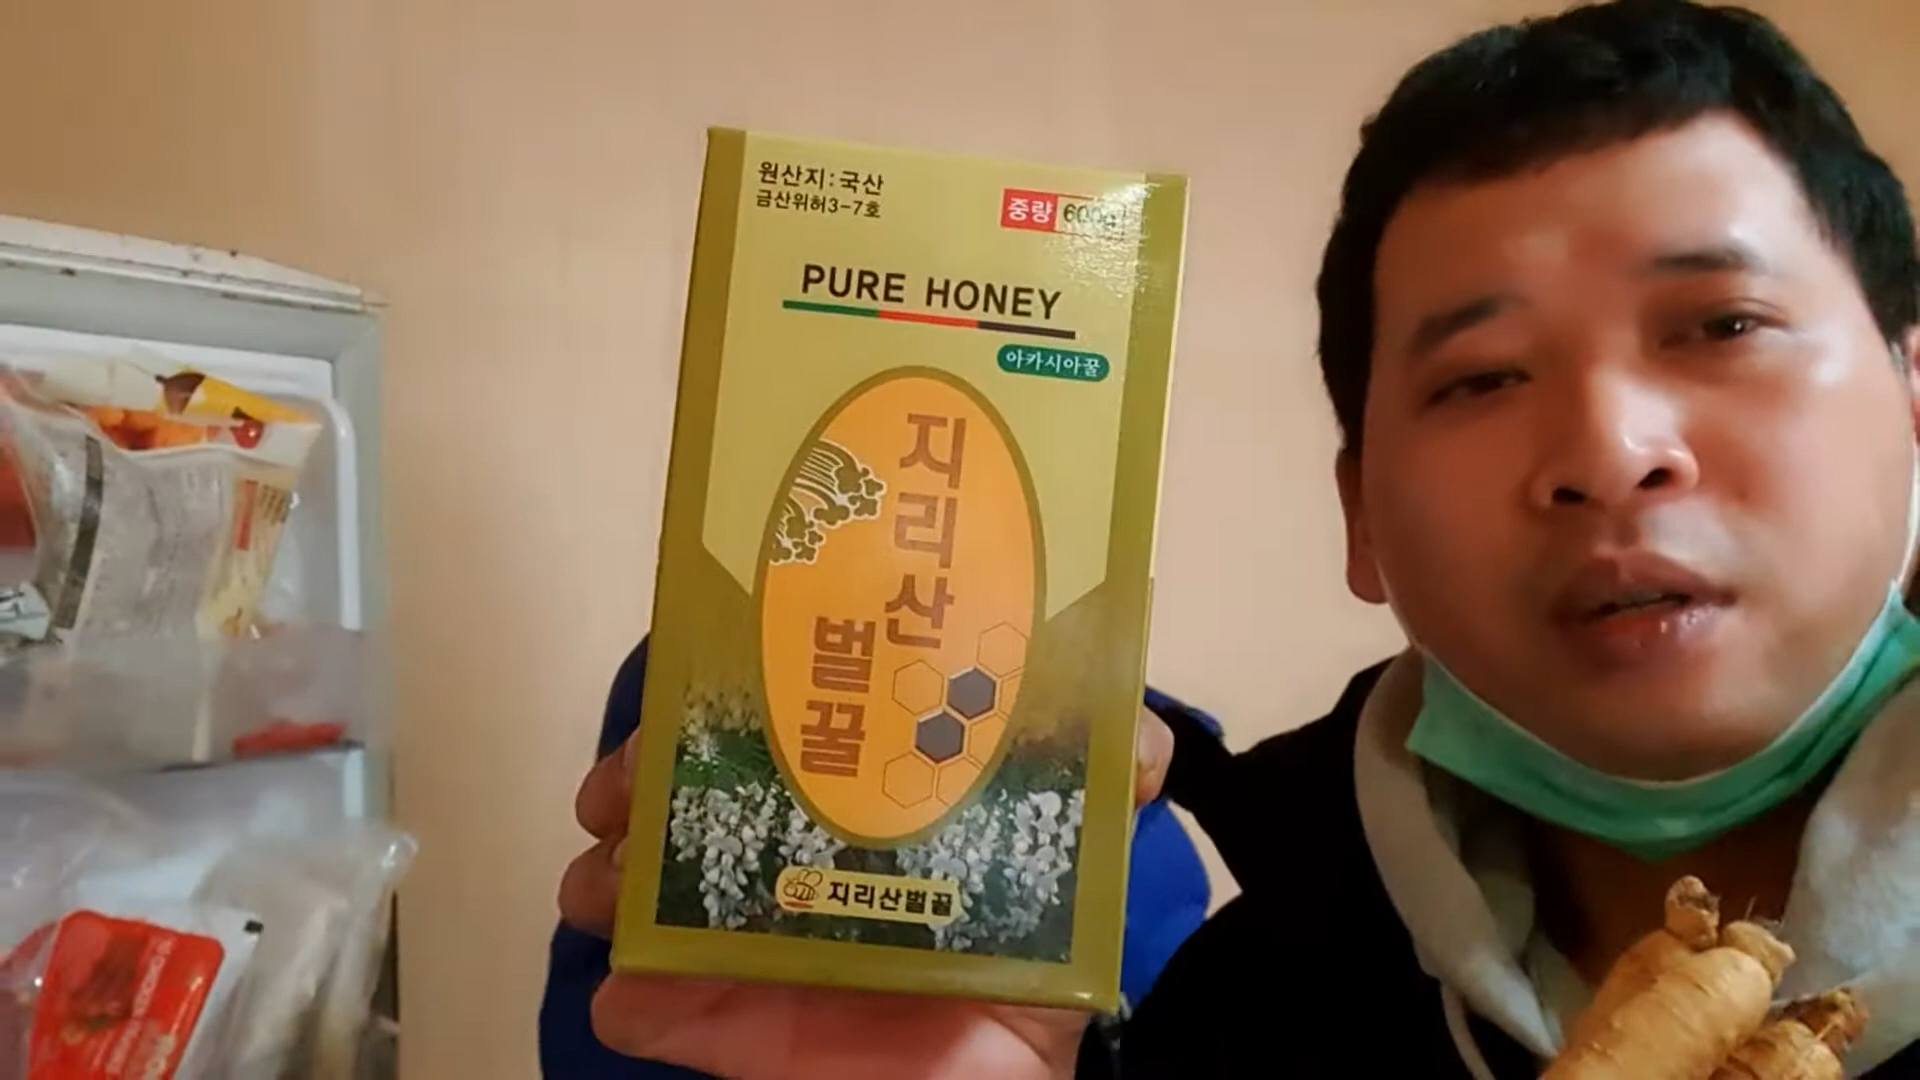 원산지:국산
금산위허3-7호
중량 600g
PURE HONEY
아카시아꿀
지리산
벌꿀
지리산벌꿀